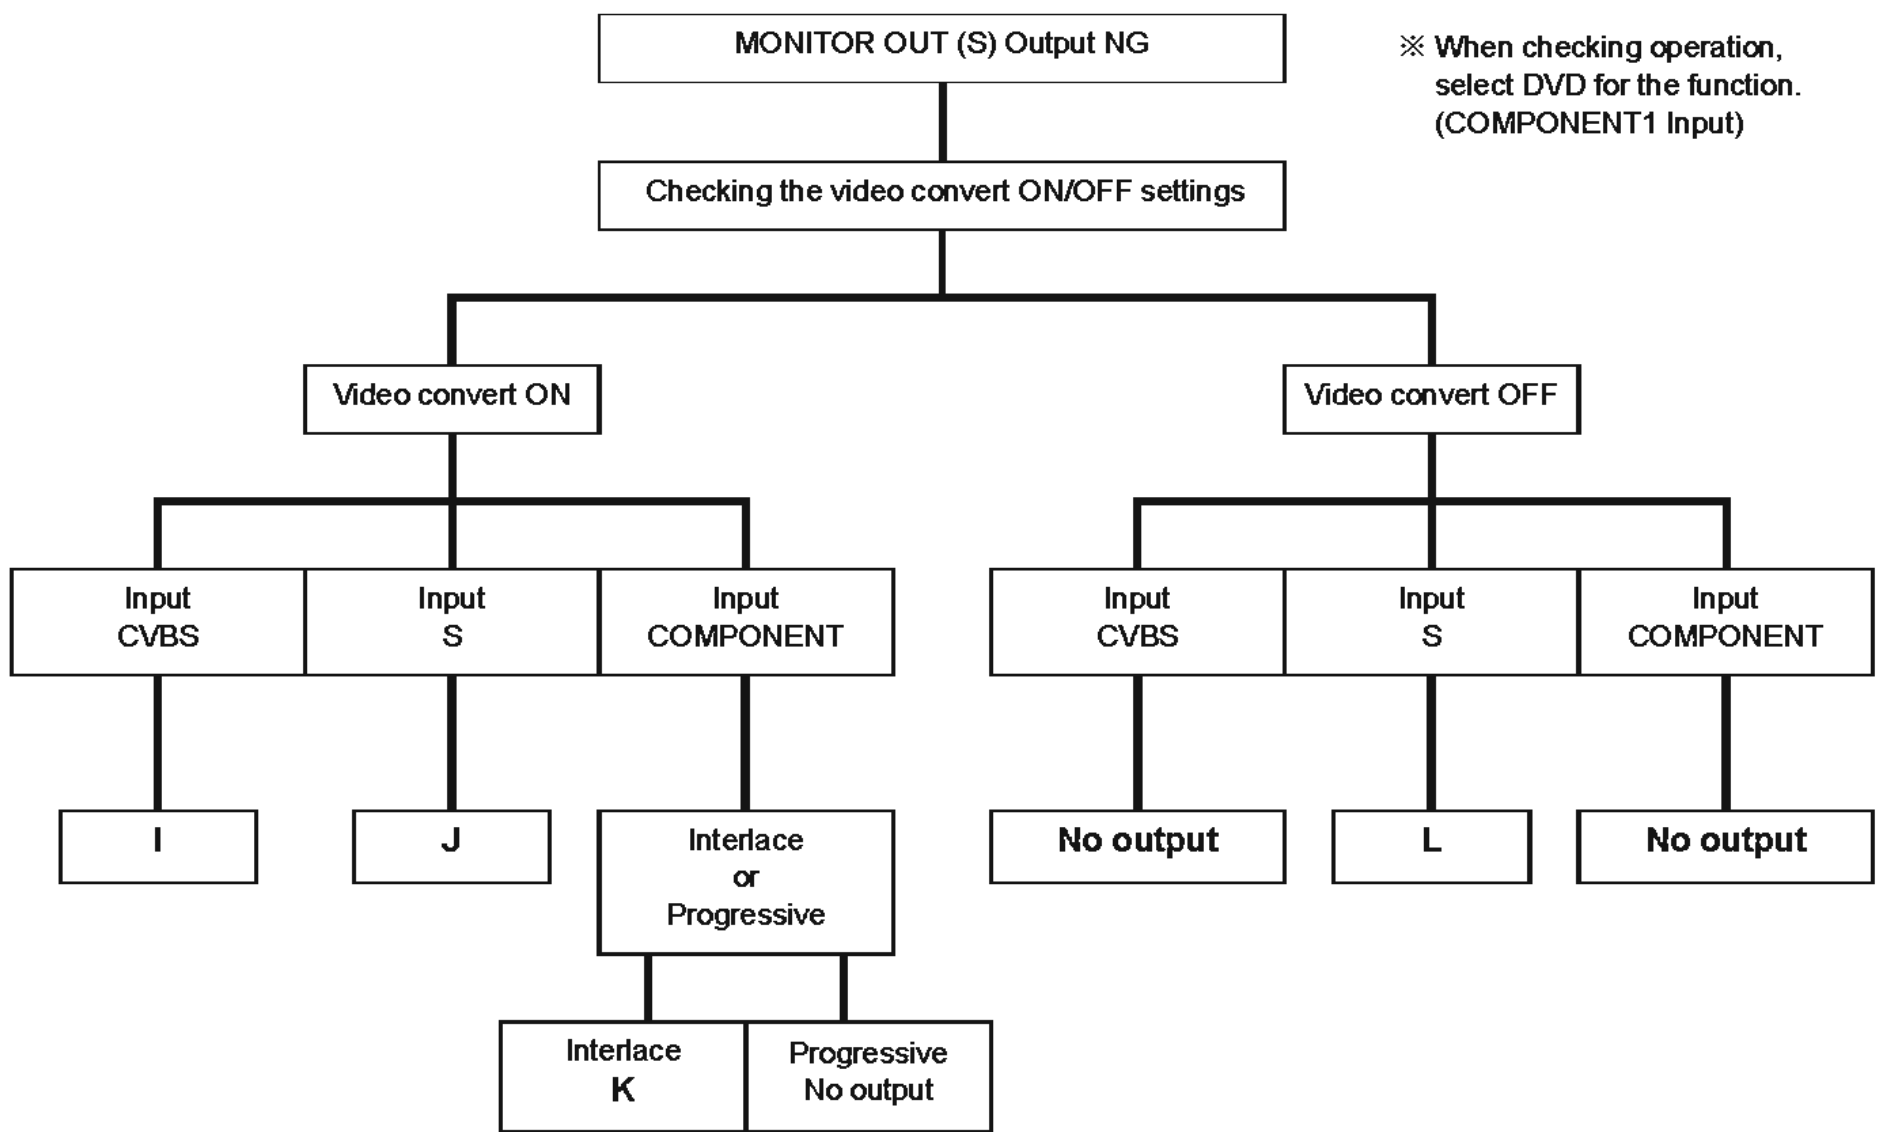 MONITOR OUT (S) Output NG
※ When checking operation,
select DVD for the function.
(COMPONENT1 Input)
Checking the video convert ON/OFF settings
Video convert ON
Video convert OFF
Input
CVBS
Input
S
Input
COMPONENT
Input
CVBS
Input
S
Input
COMPONENT
I
J
Interlace
or
Progressive
No output
L
No output
Interlace
K
Progressive
No output